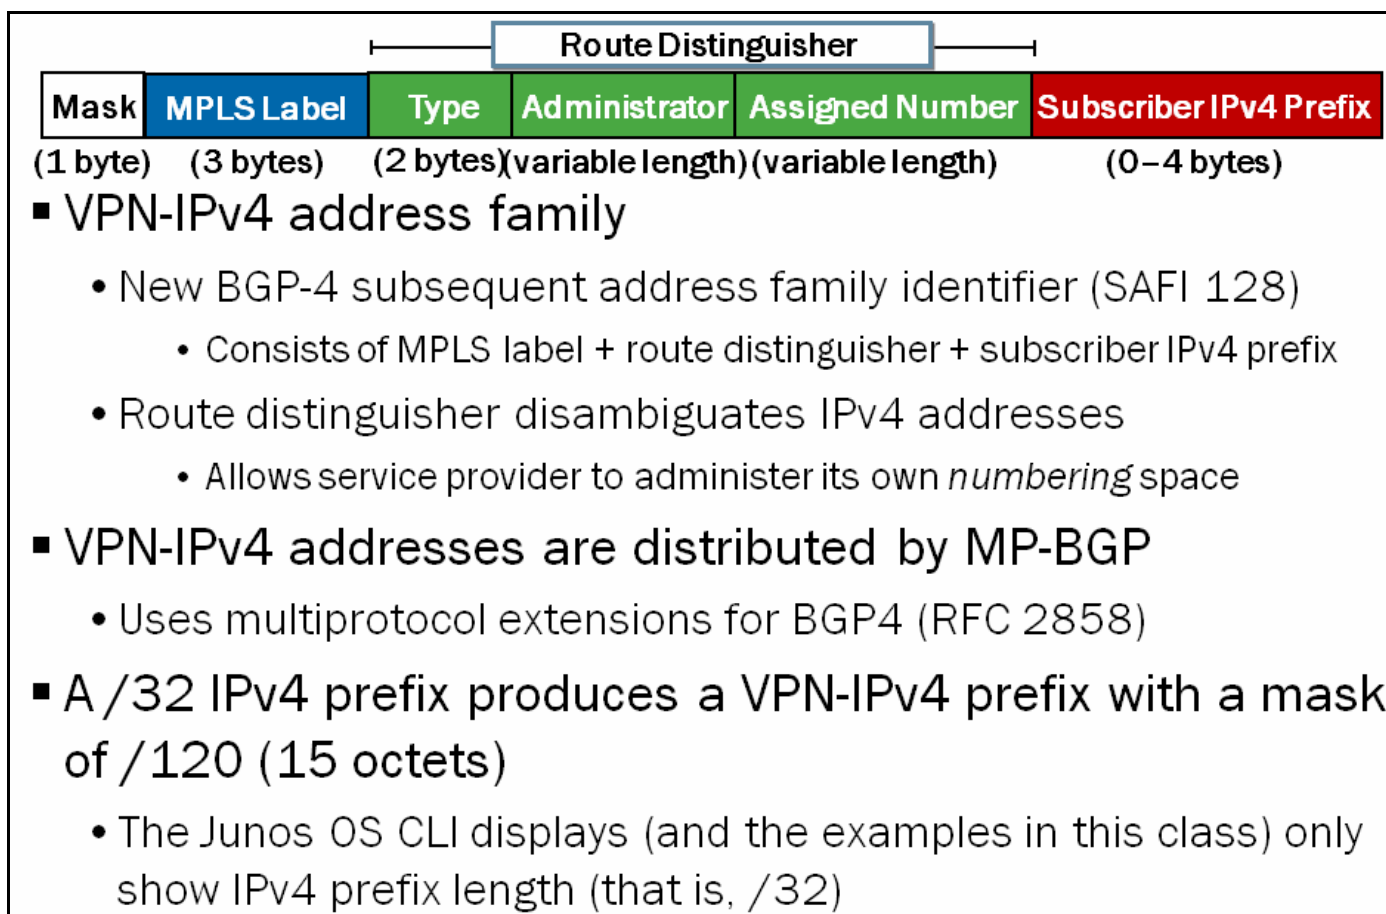 Route Distinguisher
Mask MPLS Label Type Administrator Assigned Number Subscriber IPv4 Prefix
(1 byte) (3 bytes) (2 bytes) (variable length) (variable length) (0–4 bytes)
▪ VPN-IPv4 address family
• New BGP-4 subsequent address family identifier (SAFI 128)
• Consists of MPLS label + route distinguisher + subscriber IPv4 prefix
• Route distinguisher disambiguates IPv4 addresses
• Allows service provider to administer its own numbering space
▪ VPN-IPv4 addresses are distributed by MP-BGP
• Uses multiprotocol extensions for BGP4 (RFC 2858)
▪ A /32 IPv4 prefix produces a VPN-IPv4 prefix with a mask
of /120 (15 octets)
• The Junos OS CLI displays (and the examples in this class) only
show IPv4 prefix length (that is, /32)